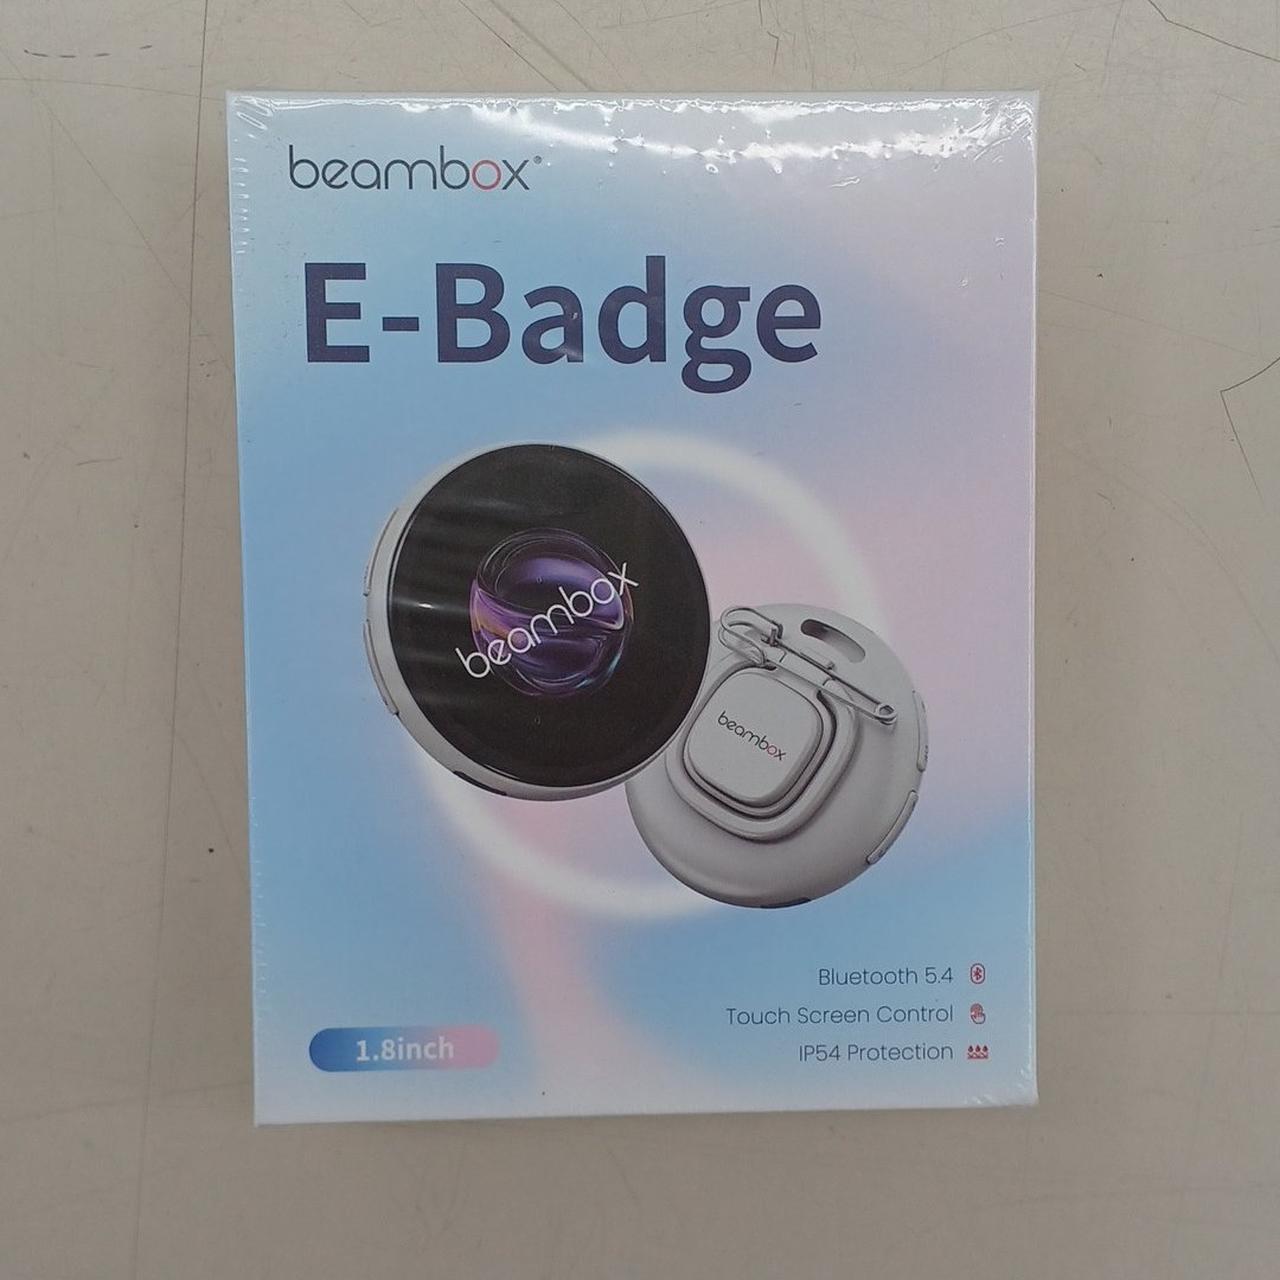 beambox®
E-Badge
beambox
beambox
Bluetooth 5.4
Touch Screen Control
IP54 Protection
1.8inch